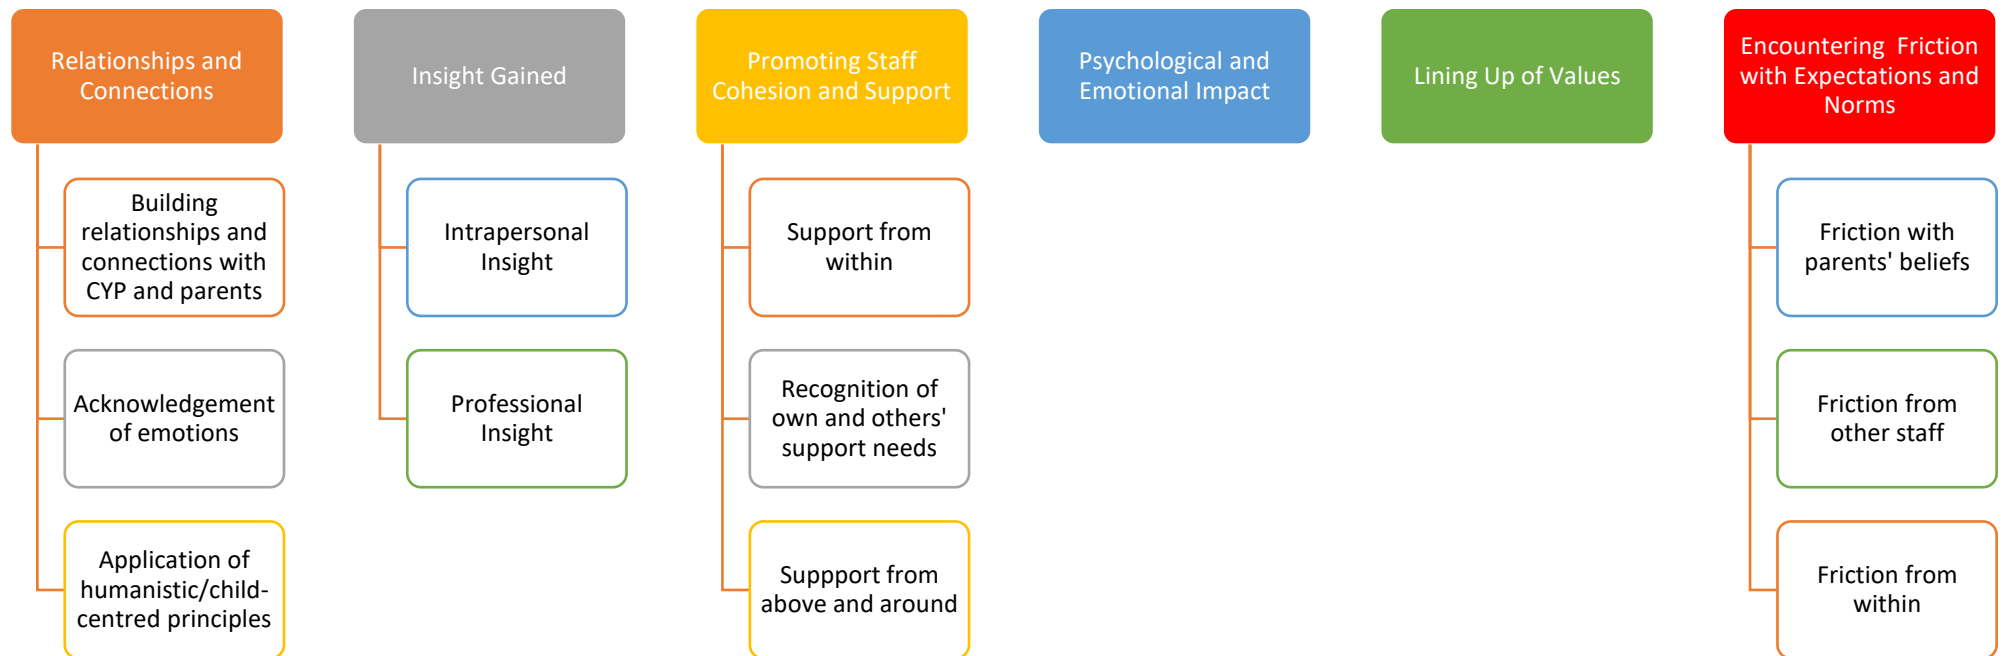 Relationships and
Connections
Building
relationships and
connections with
CYP and parents
Acknowledgement
of emotions
Application of
humanistic/child-
centred principles
Insight Gained
Intrapersonal
Insight
Professional
Insight
Promoting Staff
Cohesion and Support
Support from
within
Recognition of
own and others'
support needs
Suppport from
above and around
Psychological and
Emotional Impact
Lining Up of Values
Encountering  Friction
with Expectations and
Norms
Friction with
parents' beliefs
Friction from
other staff
Friction from
within